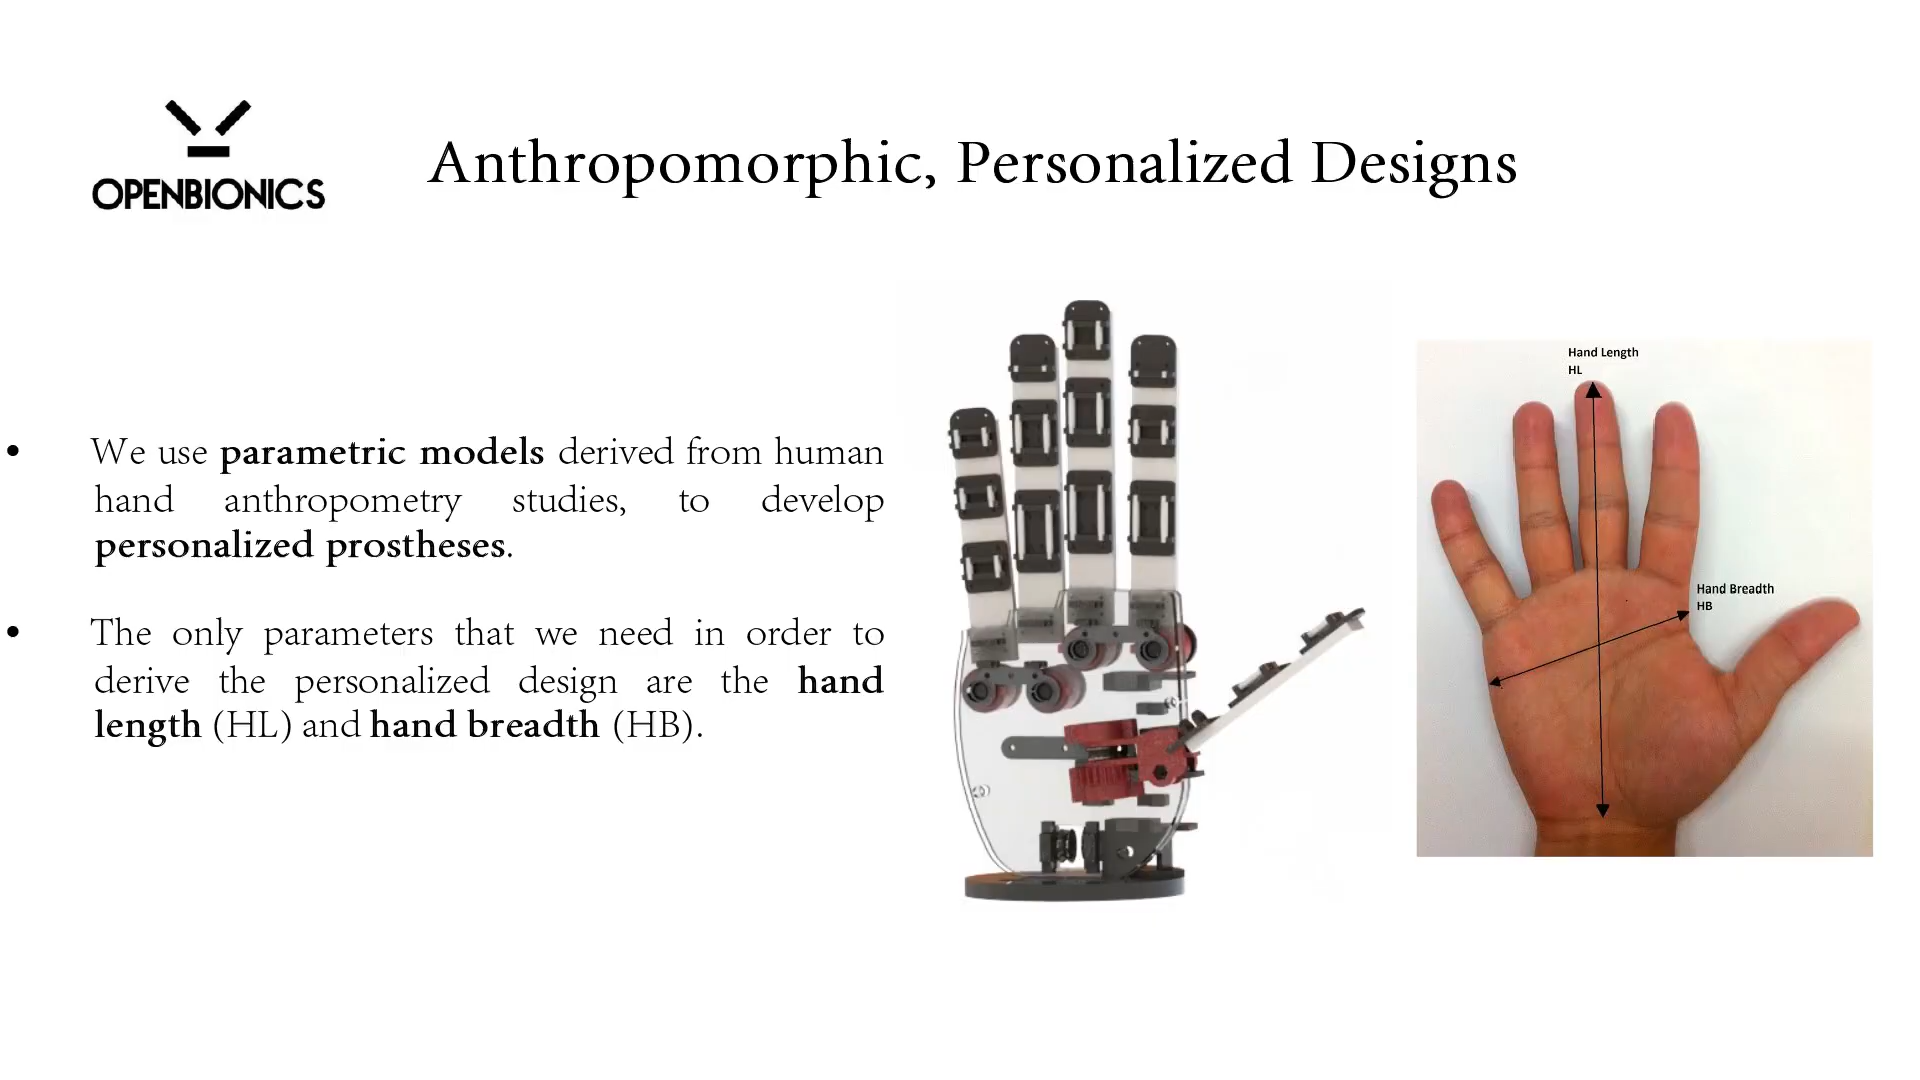 OPENBIONICS
Anthropomorphic, Personalized Designs
• We use parametric models derived from human
hand anthropometry studies, to develop
personalized prostheses.
• The only parameters that we need in order to
derive the personalized design are the hand
length (HL) and hand breadth (HB).
Hand Length
HL
Hand Breadth
HB